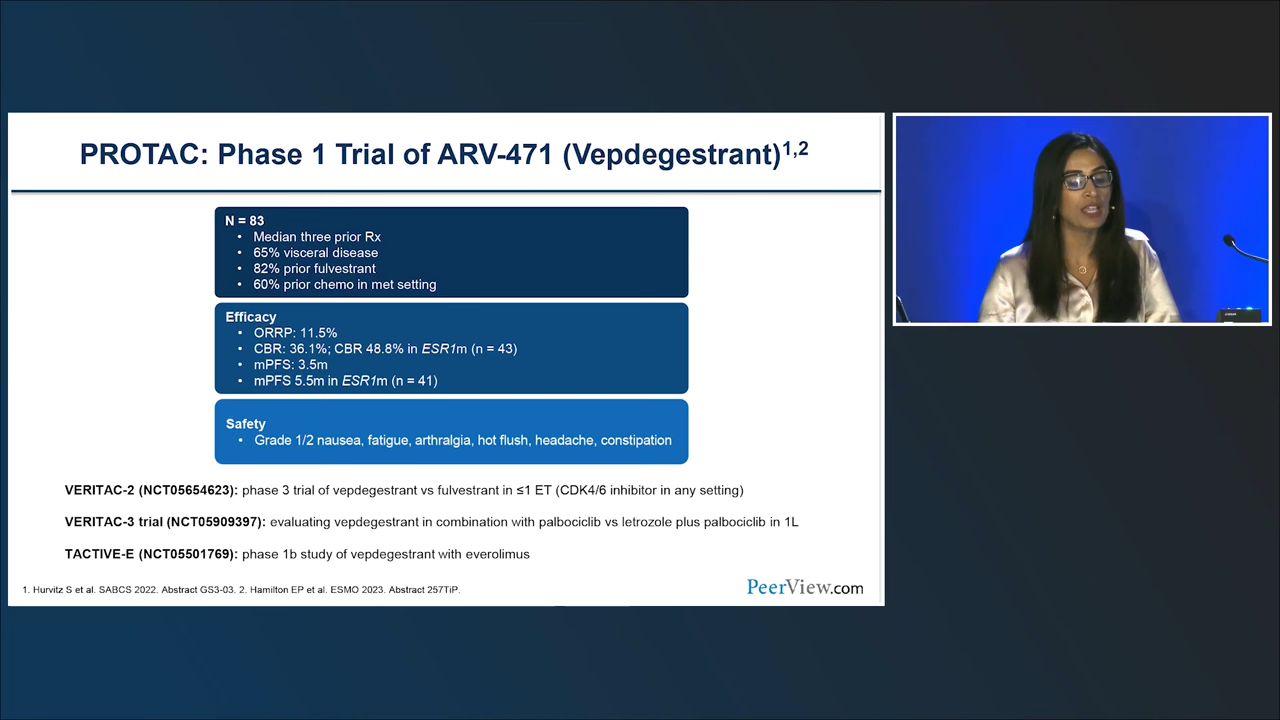 PROTAC: Phase 1 Trial of ARV-471 (Vepdegestrant)1,2
N = 83
• Median three prior Rx
• 65% visceral disease
• 82% prior fulvestrant
• 60% prior chemo in met setting
Efficacy
• ORRP: 11.5%
• CBR: 36.1%; CBR 48.8% in ESR1m (n = 43)
• mPFS: 3.5m
• mPFS 5.5m in ESR1m (n = 41)
Safety
• Grade 1/2 nausea, fatigue, arthralgia, hot flush, headache, constipation
VERITAC-2 (NCT05654623): phase 3 trial of vepdegestrant vs fulvestrant in ≤1 ET (CDK4/6 inhibitor in any setting)
VERITAC-3 trial (NCT05909397): evaluating vepdegestrant in combination with palbociclib vs letrozole plus palbociclib in 1L
TACTIVE-E (NCT05501769): phase 1b study of vepdegestrant with everolimus
1. Hurvitz S et al. SABCS 2022. Abstract GS3-03. 2. Hamilton EP et al. ESMO 2023. Abstract 257TiP.
PeerView.com